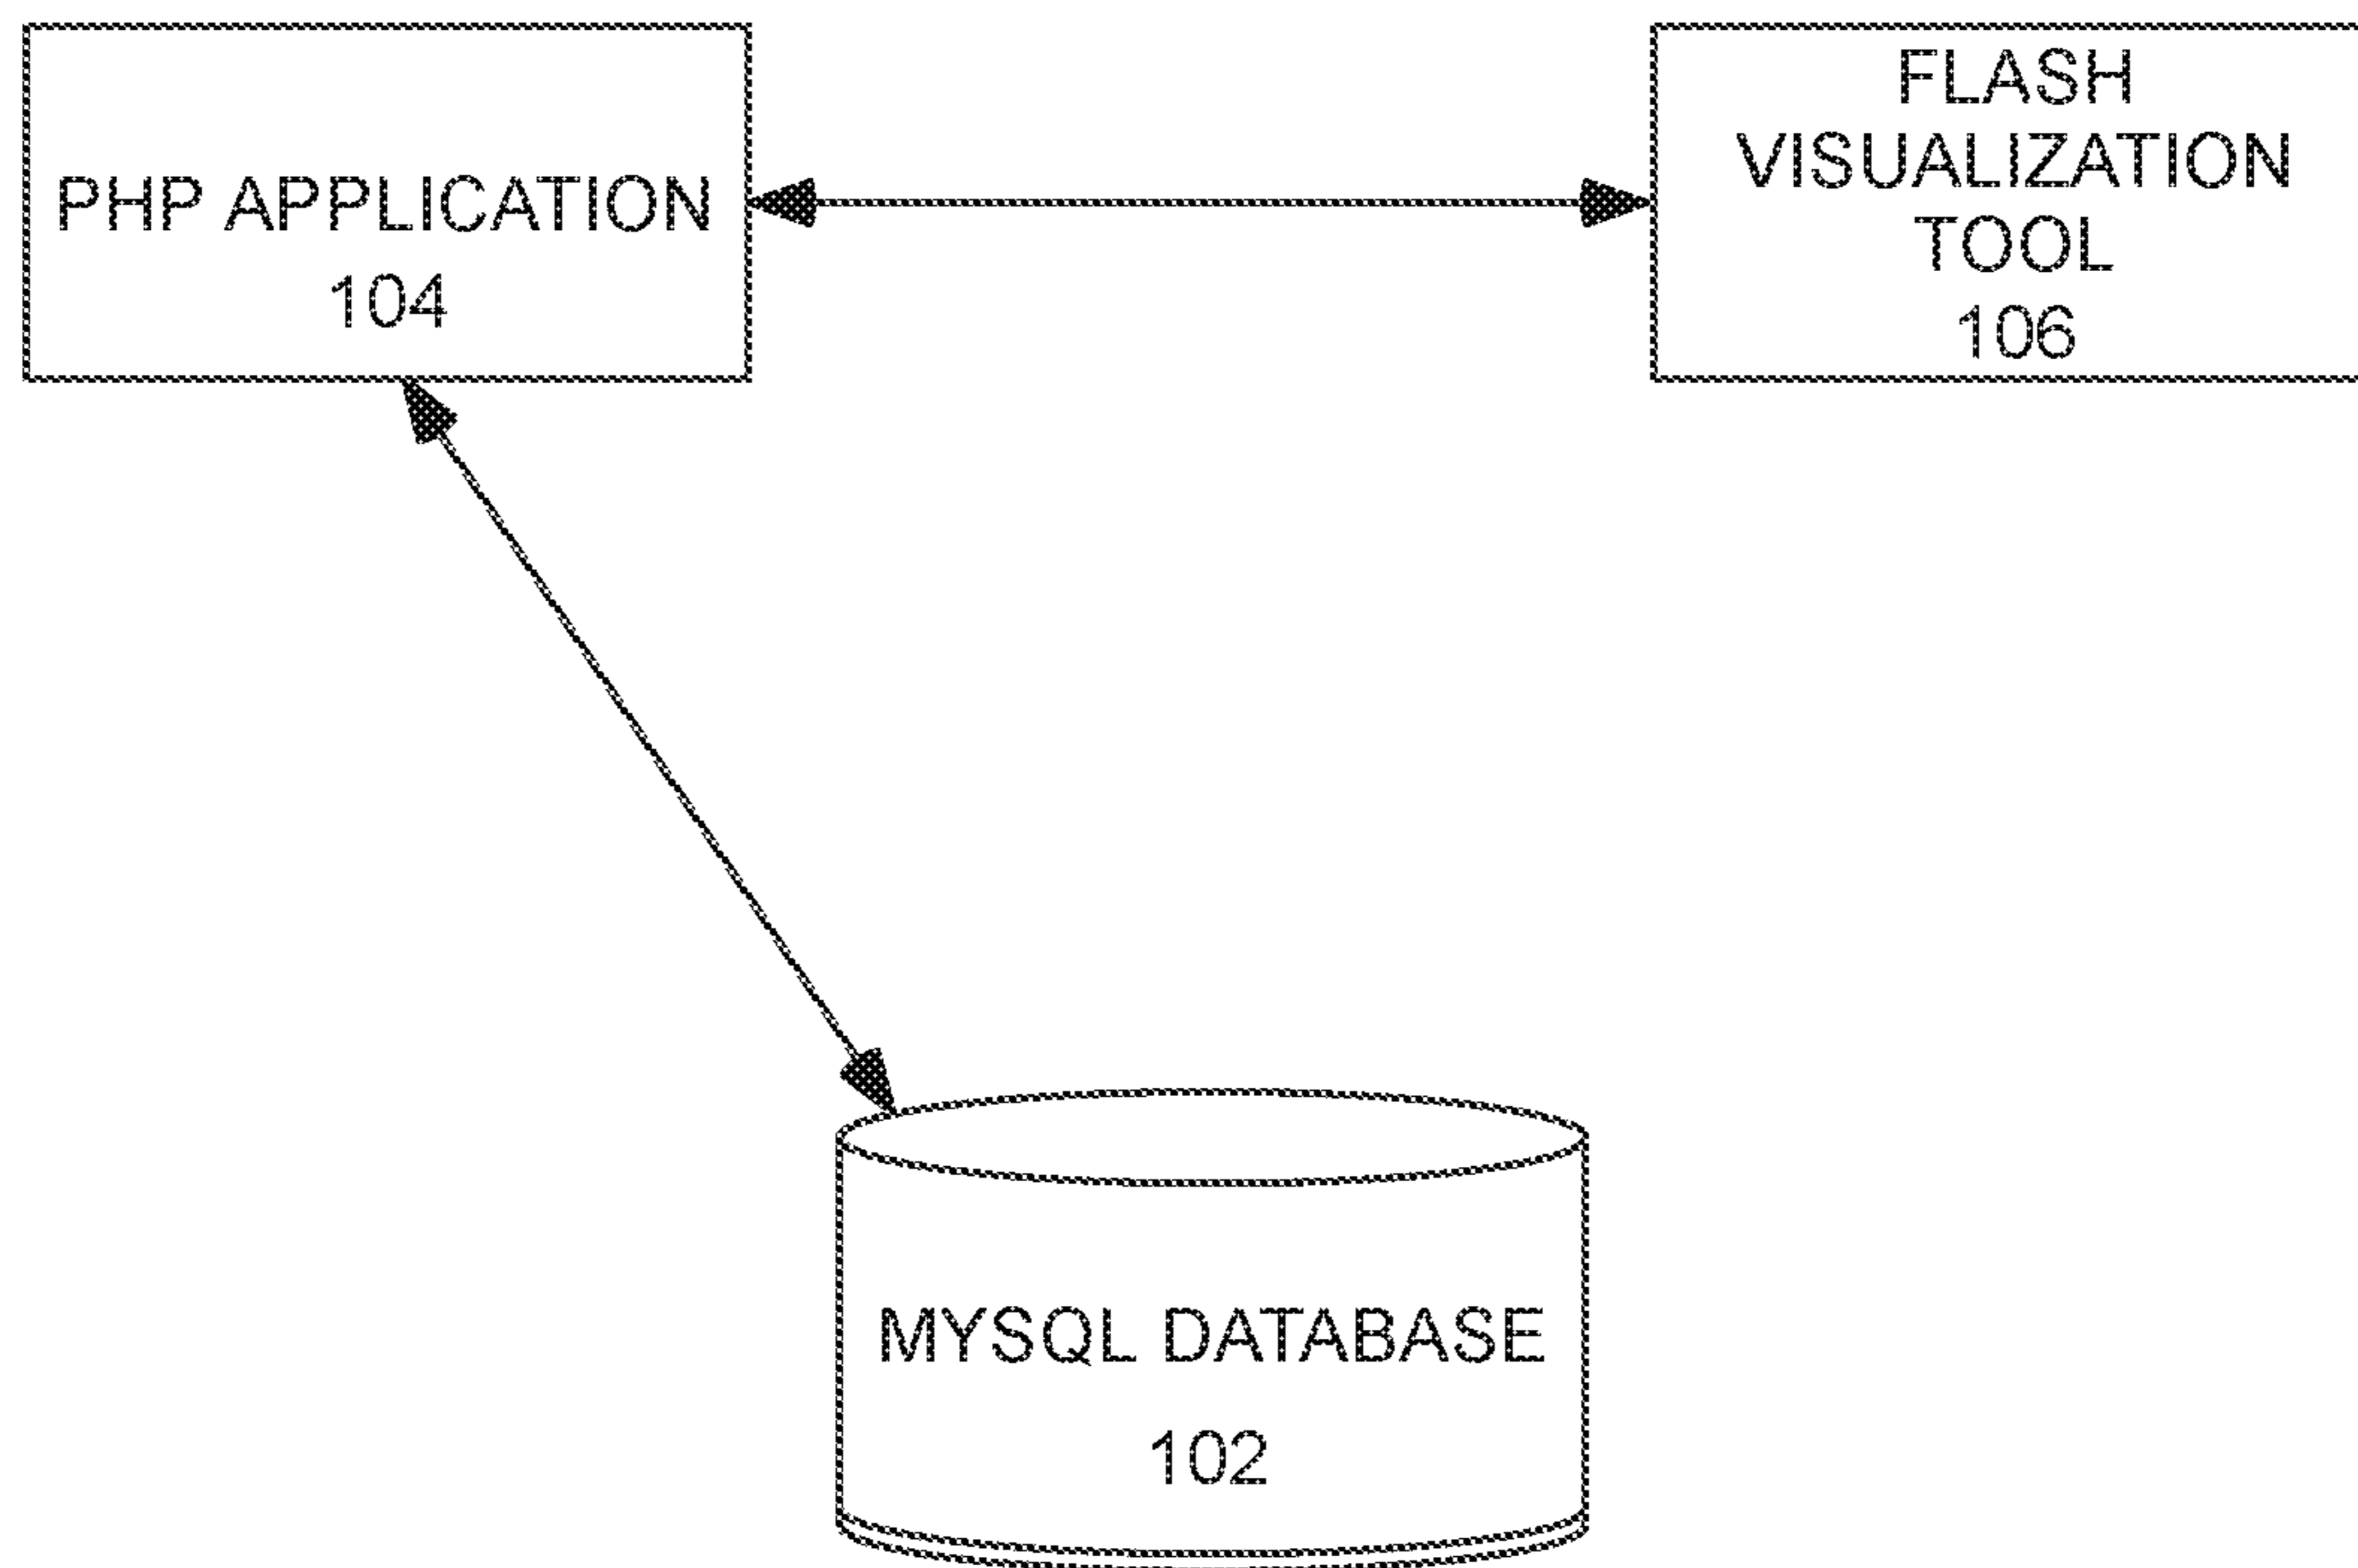 PHP APPLICATION
104
FLASH
VISUALIZATION
TOOL
106
MYSQL DATABASE
102